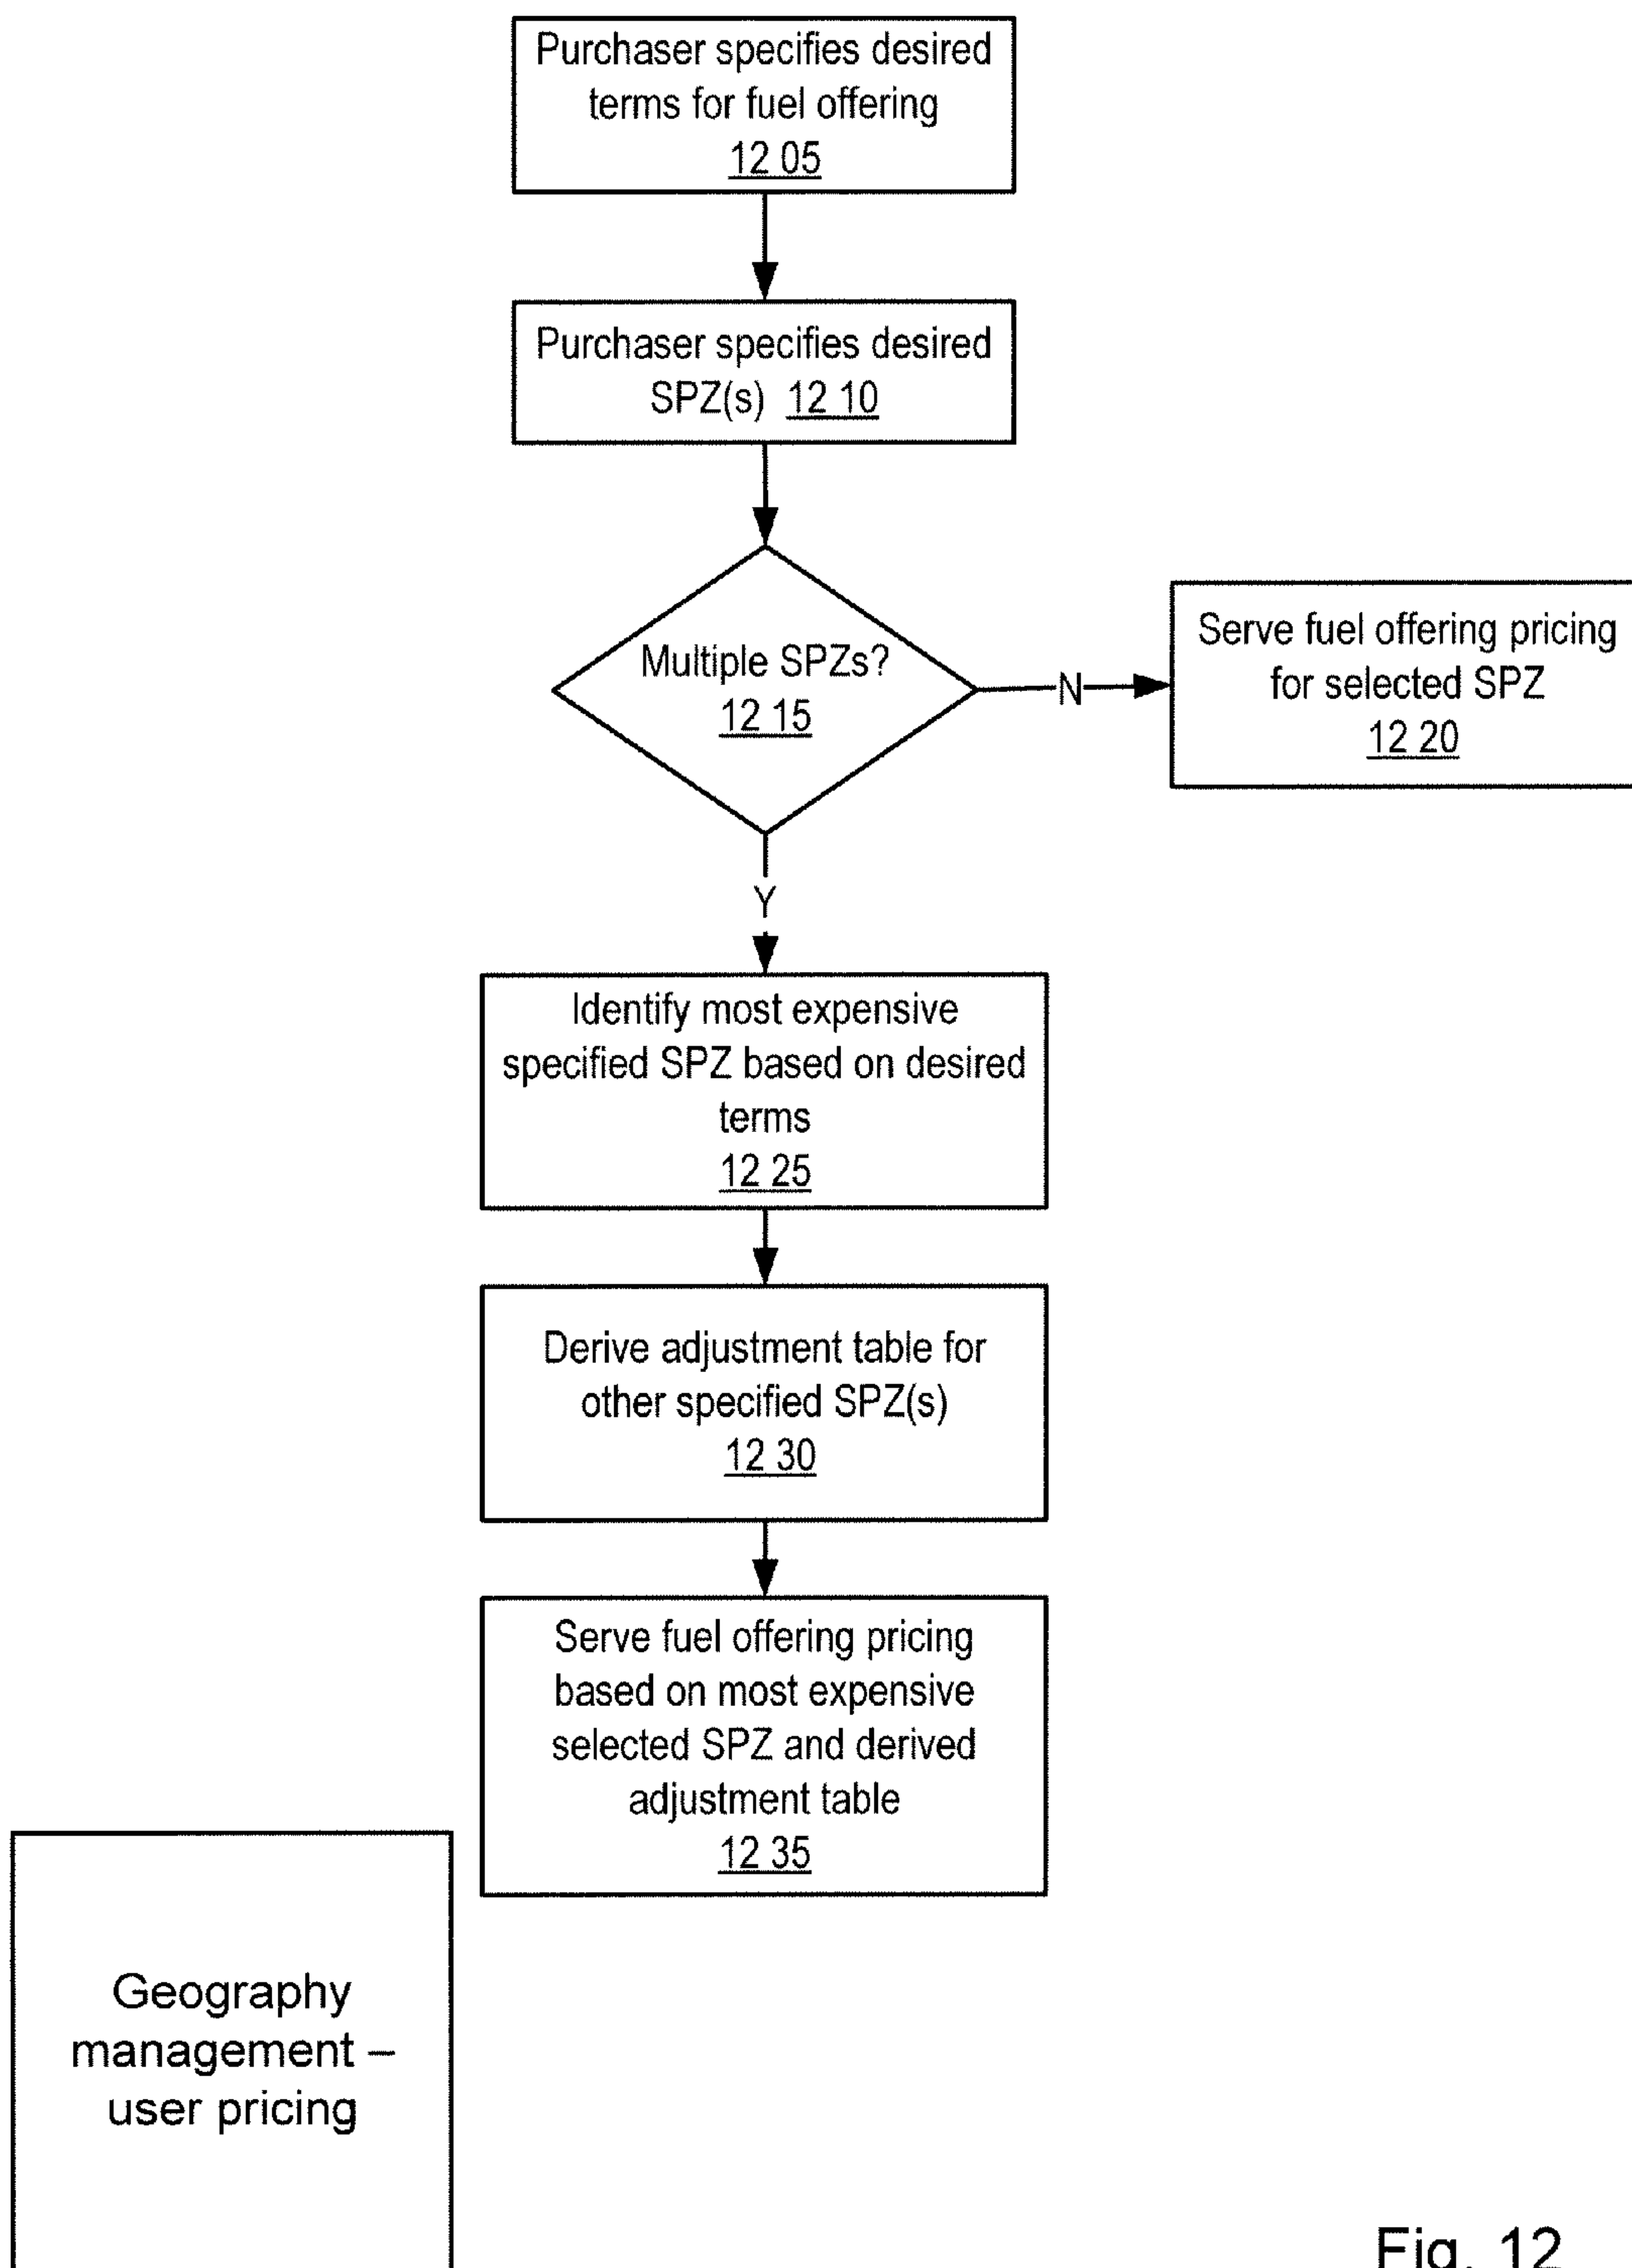 Purchaser specifies desired
terms for fuel offering
12 05
Purchaser specifies desired
SPZ(s) 12 10
Multiple SPZs?
12 15
N
Serve fuel offering pricing
for selected SPZ
12 20
Y
Identify most expensive
specified SPZ based on desired
terms
12 25
Derive adjustment table for
other specified SPZ(s)
12 30
Serve fuel offering pricing
based on most expensive
selected SPZ and derived
adjustment table
12 35
Geography
management –
user pricing
Fig. 12